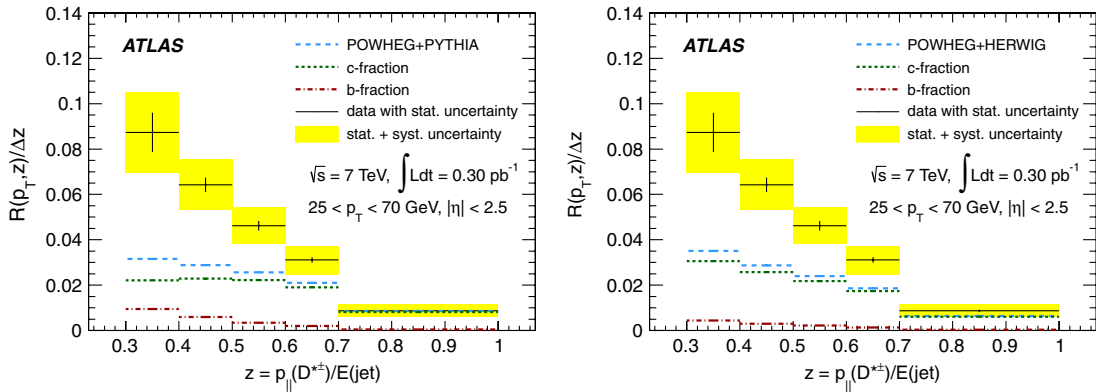 ATLAS
POWHEG+PYTHIA
c-fraction
b-fraction
data with stat. uncertainty
stat. + syst. uncertainty
√s = 7 TeV, ∫Ldt = 0.30 pb⁻¹
25 < p_T < 70 GeV, |η| < 2.5
R(p_T,z)/Δz
0.14
0.12
0.1
0.08
0.06
0.04
0.02
0
0.3 0.4 0.5 0.6 0.7 0.8 0.9 1
z = p_||(D*±)/E(jet)
ATLAS
POWHEG+HERWIG
c-fraction
b-fraction
data with stat. uncertainty
stat. + syst. uncertainty
√s = 7 TeV, ∫Ldt = 0.30 pb⁻¹
25 < p_T < 70 GeV, |η| < 2.5
R(p_T,z)/Δz
0.14
0.12
0.1
0.08
0.06
0.04
0.02
0
0.3 0.4 0.5 0.6 0.7 0.8 0.9 1
z = p_||(D*±)/E(jet)